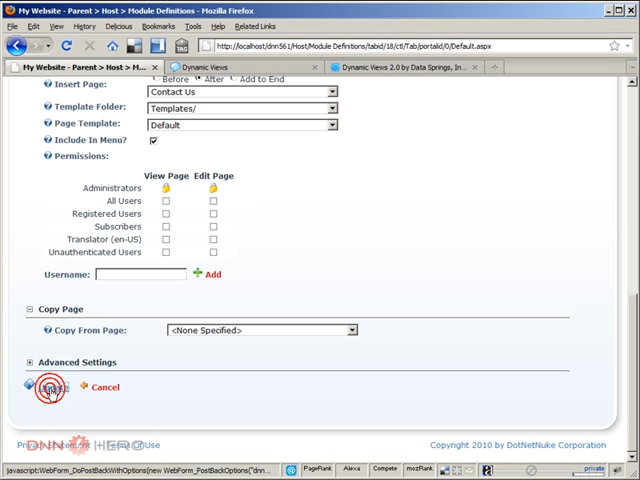 My Website - Parent > Host > Module Definitions - Mozilla Firefox
File Edit View History Delicious Bookmarks Tools Help Related Links
http://localhost/dnn561/Host/Module Definitions/tabid/18/ctl/Tab/portalid/0/Default.aspx
My Website - Parent > Host > M... Dynamic Views Dynamic Views 2.0 by Data Springs, In...
Before After Add to End
Insert Page: Contact Us
Template Folder: Templates/
Page Template: Default
Include In Menu?
Permissions:
View Page Edit Page
Administrators
All Users
Registered Users
Subscribers
Translator (en-US)
Unauthenticated Users
Username: Add
Copy Page
Copy From Page: <None Specified>
Advanced Settings
Cancel
Privacy Statement Terms Of Use Copyright 2010 by DotNetNuke Corporation
DNN HERO
javascript:WebForm_DoPostBackWithOptions(new WebForm_PostBackOptions("dnn... PageRank Alexa Compete mozRank private